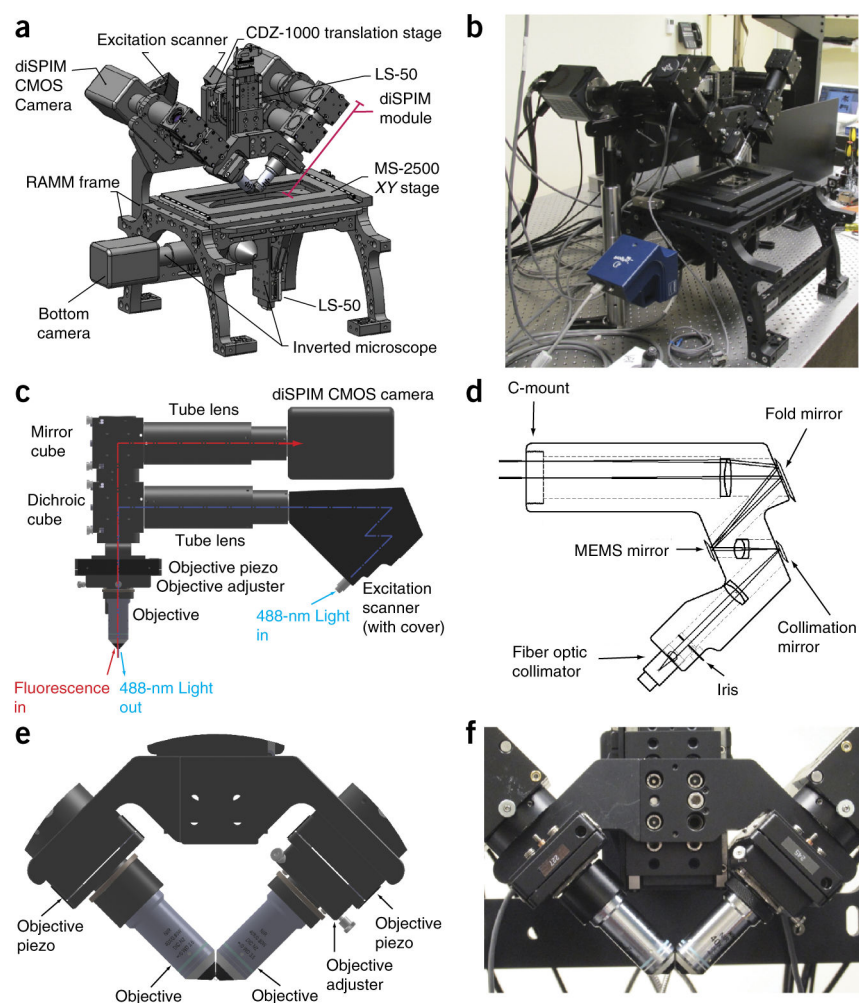 a
Excitation scanner
CDZ-1000 translation stage
diSPIM
CMOS
Camera
LS-50
diSPIM
module
RAMM frame
MS-2500
XY stage
Bottom
camera
LS-50
Inverted microscope
b
c
diSPIM CMOS camera
Tube lens
Mirror
cube
Dichroic
cube
Tube lens
Objective piezo
Objective adjuster
Objective
488-nm Light
in
Excitation
scanner
(with cover)
Fluorescence
in
488-nm Light
out
d
C-mount
Fold mirror
MEMS mirror
Collimation
mirror
Fiber optic
collimator
Iris
e
Objective
piezo
Objective
Objective
Objective
adjuster
Objective
piezo
f